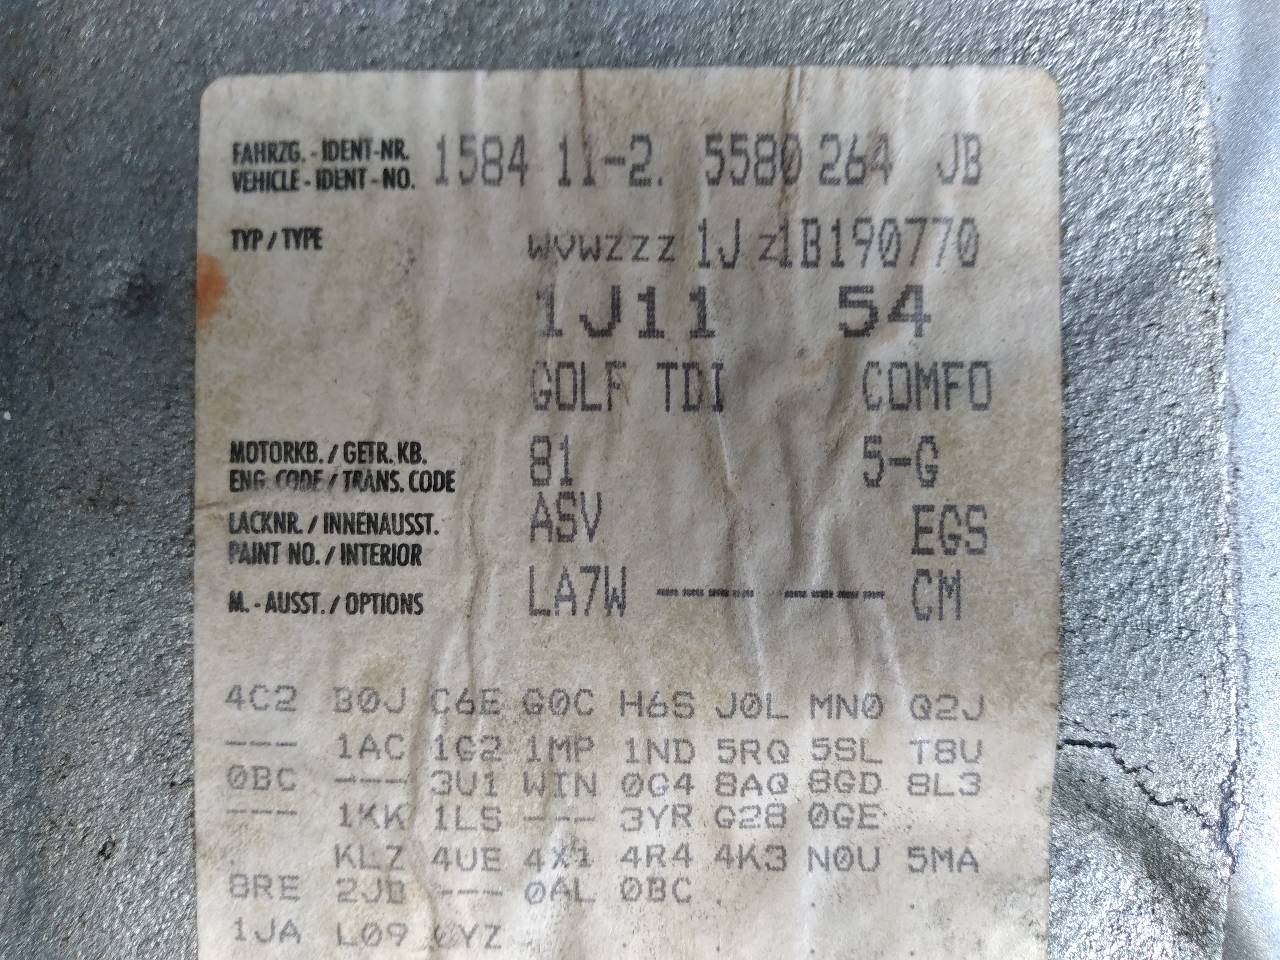 FAHRZG. - IDENT-NR. 1584 11-2. 5580 264 JB
VEHICLE - IDENT - NO.
TYP / TYPE WVWZZZ 1J Z1B190770
1J11 54
GOLF TDI COMFO
MOTORKB. / GETR. KB. 81 5-G
ENG. CODE / TRANS. CODE
LACKNR. / INNENAUSST. ASV EGS
PAINT NO. / INTERIOR
M. - AUSST. / OPTIONS LA7W ---- ---- CM
4C2 B0J C6E G0C H6S J0L MN0 Q2J
--- 1AC 1G2 1MP 1ND 5RQ 5SL T8U
0BC --- 3U1 WIN 0G4 8AQ 8GD 8L3
--- 1KK 1LS --- 3YR G28 0GE
KLZ 4UE 4X1 4R4 4K3 N0U 5MA
8RE 2JB --- 0AL 0BC . .
1JA L09 0YZ . . . . .